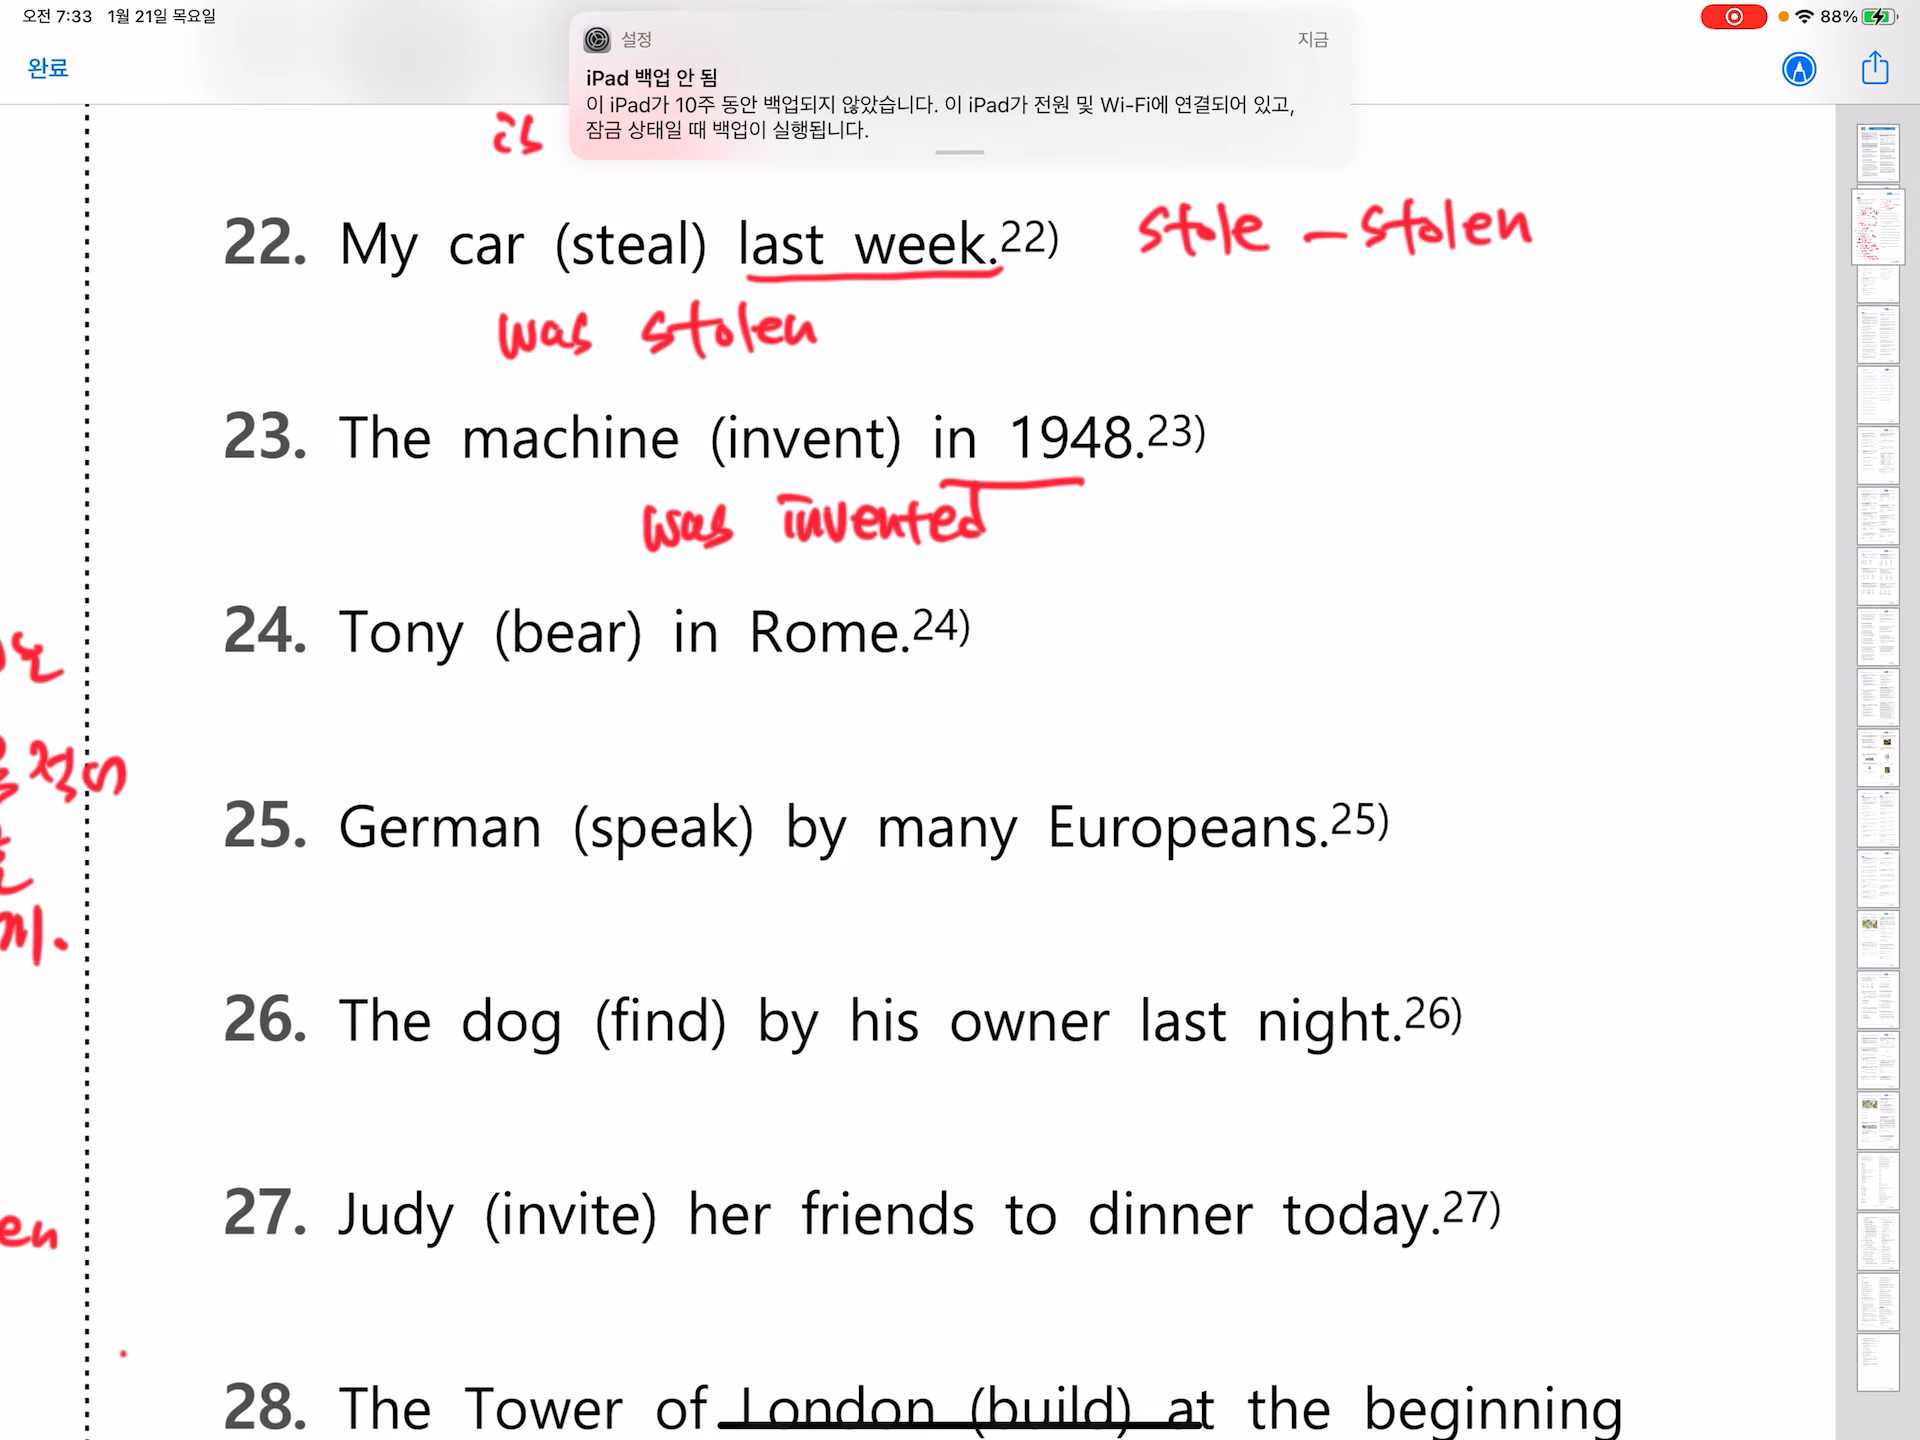 오전 7:33 1월 21일 목요일
88%
완료
설정
지금
iPad 백업 안 됨
이 iPad가 10주 동안 백업되지 않았습니다. 이 iPad가 전원 및 Wi-Fi에 연결되어 있고,
잠금 상태일 때 백업이 실행됩니다.
is
22. My car (steal) last week.22) stole – stolen
was stolen
23. The machine (invent) in 1948.23)
was invented
24. Tony (bear) in Rome.24)
25. German (speak) by many Europeans.25)
26. The dog (find) by his owner last night.26)
27. Judy (invite) her friends to dinner today.27)
en
28. The Tower of London (build) at the beginning